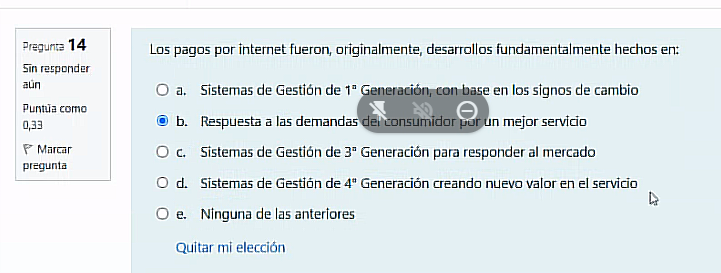 Pregunta 14
Sin responder
aún
Puntúa como
0,33
Marcar
pregunta
Los pagos por internet fueron, originalmente, desarrollos fundamentalmente hechos en:
a. Sistemas de Gestión de 1ª Generación, con base en los signos de cambio
b. Respuesta a las demandas del consumidor por un mejor servicio
c. Sistemas de Gestión de 3ª Generación para responder al mercado
d. Sistemas de Gestión de 4ª Generación creando nuevo valor en el servicio
e. Ninguna de las anteriores
Quitar mi elección